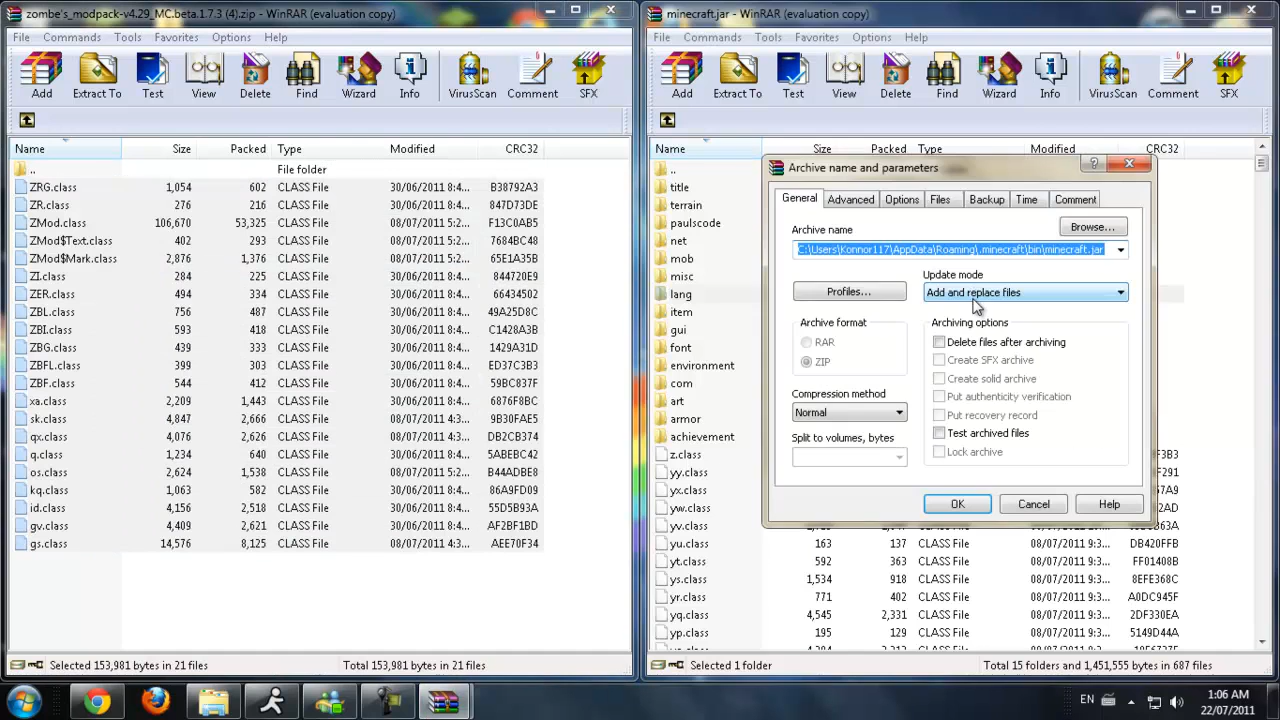 zombe's_modpack-v4.29_MC.beta.1.7.3 (4).zip - WinRAR (evaluation copy)
File Commands Tools Favorites Options Help
Add Extract To Test View Delete Find Wizard Info VirusScan Comment SFX
Name Size Packed Type Modified CRC32
.. File folder
ZRG.class 1,054 602 CLASS File 30/06/2011 8:4... B38792A3
ZR.class 276 216 CLASS File 30/06/2011 8:4... 847D73DE
ZMod.class 106,670 53,325 CLASS File 08/07/2011 5:2... F13C0AB5
ZMod$Text.class 402 293 CLASS File 08/07/2011 5:2... 6AE5C735
ZMod$Mark.class 2,878 1,376 CLASS File 08/07/2011 5:2... 65E1A35B
ZI.class 284 225 CLASS File 30/06/2011 8:4... 844720E9
ZER.class 494 334 CLASS File 30/06/2011 8:4... 66434502
ZBL.class 756 487 CLASS File 30/06/2011 8:4... 49A25D8C
ZBI.class 593 418 CLASS File 30/06/2011 8:4... C1428A3B
ZBG.class 439 333 CLASS File 30/06/2011 8:4... 1429A31D
ZBFL.class 399 303 CLASS File 30/06/2011 8:4... ED37C3B3
ZBF.class 544 412 CLASS File 30/06/2011 8:4... 59BC837F
xa.class 2,209 1,443 CLASS File 30/06/2011 8:4... 6876F8BC
sk.class 4,847 2,666 CLASS File 08/07/2011 5:4... 9B30FAE5
qx.class 4,076 2,626 CLASS File 30/06/2011 8:4... DB2CB374
q.class 1,234 640 CLASS File 30/06/2011 8:4... 5ABEBC42
os.class 2,624 1,538 CLASS File 08/07/2011 5:4... B44ADBE8
kq.class 1,063 582 CLASS File 30/06/2011 8:4... 86A9FD09
id.class 4,156 2,508 CLASS File 30/06/2011 8:4... 55D5B93A
gv.class 4,409 2,621 CLASS File 30/06/2011 8:4... AF2BF1BD
gs.class 14,576 8,125 CLASS File 08/07/2011 5:4... AEE70F34
Selected 153,981 bytes in 21 files Total 153,981 bytes in 21 files
minecraft.jar - WinRAR (evaluation copy)
File Commands Tools Favorites Options Help
Add Extract To Test View Delete Find Wizard Info VirusScan Comment SFX
Name Size Packed Type Modified CRC32
..
title
terrain
paulscode
net
mob
misc
lang
item
gui
font
environment
com
art
armor
achievement
z.class
yy.class
yx.class
yw.class
yv.class
yu.class 163 137 CLASS File 08/07/2011 9:3... DB420FFB
yt.class 592 363 CLASS File 08/07/2011 9:3... FF01408B
ys.class 1,534 918 CLASS File 08/07/2011 9:3... 8EFE368C
yr.class 771 402 CLASS File 08/07/2011 9:3... A0DC945F
yq.class 4,545 2,331 CLASS File 08/07/2011 9:3... 2DF330EA
yp.class 195 129 CLASS File 08/07/2011 9:3... 5149D44A
Selected 1 folder Total 15 folders and 1,451,555 bytes in 687 files
Archive name and parameters
General Advanced Options Files Backup Time Comment
Archive name
Browse...
C:\Users\Konnor117\AppData\Roaming\.minecraft\bin\minecraft.jar
Update mode
Profiles... Add and replace files
Archive format
RAR
ZIP
Compression method
Normal
Split to volumes, bytes
Archiving options
Delete files after archiving
Create SFX archive
Create solid archive
Put authenticity verification
Put recovery record
Test archived files
Lock archive
OK Cancel Help
EN
1:06 AM
22/07/2011